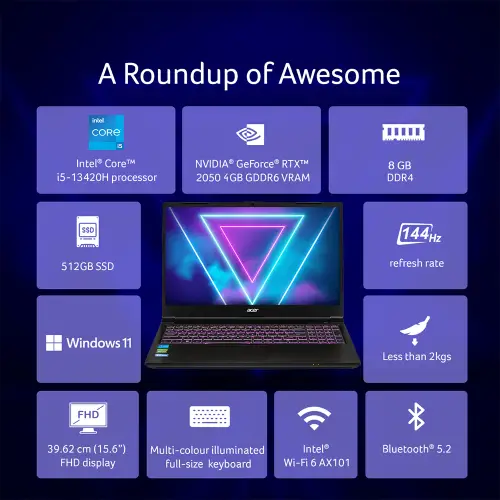 A Roundup of Awesome
intel
CORE
i5
Intel® Core™
i5-13420H processor
NVIDIA® GeForce® RTX™
2050 4GB GDDR6 VRAM
8 GB
DDR4
SSD
512GB SSD
acer
144Hz
refresh rate
Windows 11
Less than 2kgs
FHD
39.62 cm (15.6”)
FHD display
Multi-colour illuminated
full-size keyboard
Intel®
Wi-Fi 6 AX101
Bluetooth® 5.2